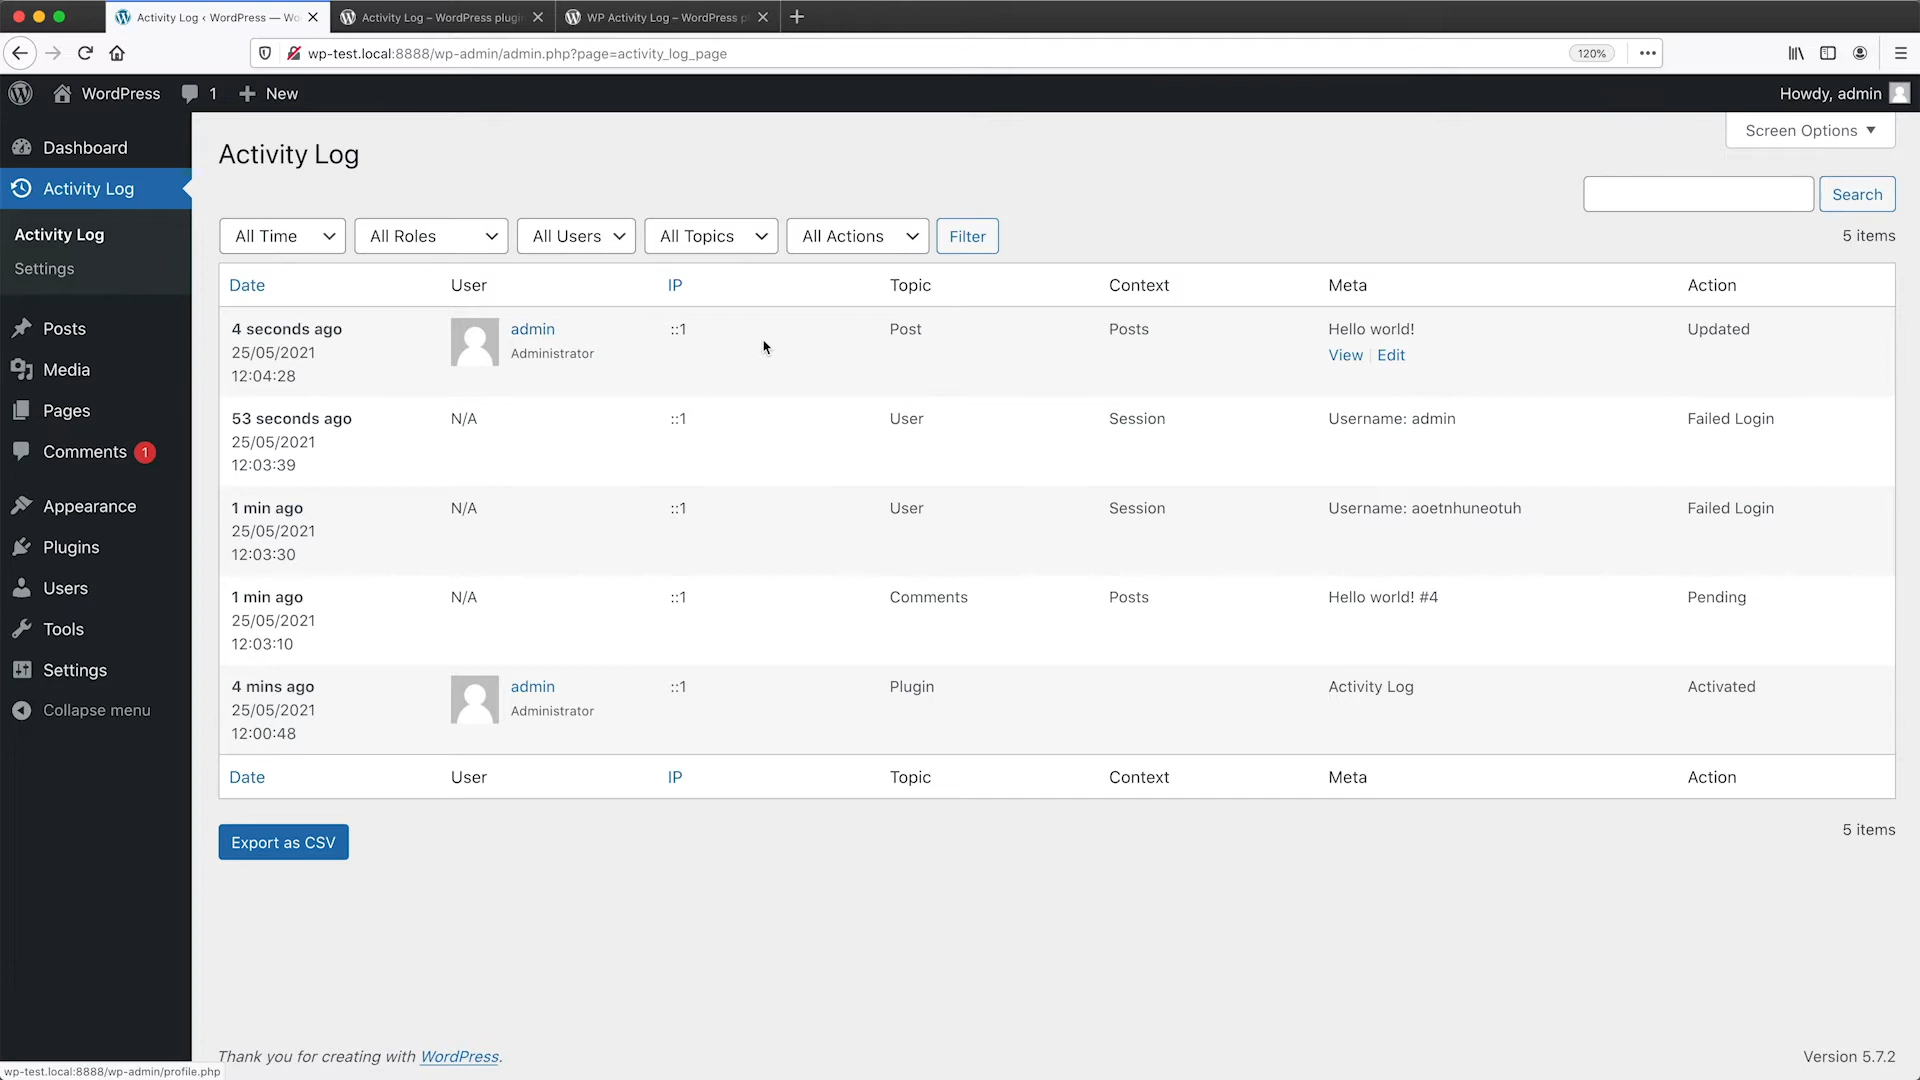 Activity Log ‹ WordPress — Wo
Activity Log – WordPress plugin
WP Activity Log – WordPress p
wp-test.local:8888/wp-admin/admin.php?page=activity_log_page
120%
WordPress
1
New
Howdy, admin
Dashboard
Activity Log
Activity Log
Settings
Posts
Media
Pages
Comments 1
Appearance
Plugins
Users
Tools
Settings
Collapse menu
Screen Options
Activity Log
Search
All Time
All Roles
All Users
All Topics
All Actions
Filter
5 items
Date User IP Topic Context Meta Action
4 seconds ago
25/05/2021
12:04:28
admin
Administrator
::1
Post
Posts
Hello world!
View | Edit
Updated
53 seconds ago
25/05/2021
12:03:39
N/A
::1
User
Session
Username: admin
Failed Login
1 min ago
25/05/2021
12:03:30
N/A
::1
User
Session
Username: aoetnhuneotuh
Failed Login
1 min ago
25/05/2021
12:03:10
N/A
::1
Comments
Posts
Hello world! #4
Pending
4 mins ago
25/05/2021
12:00:48
admin
Administrator
::1
Plugin
Activity Log
Activated
Date User IP Topic Context Meta Action
Export as CSV
5 items
Thank you for creating with WordPress.
Version 5.7.2
wp-test.local:8888/wp-admin/profile.php